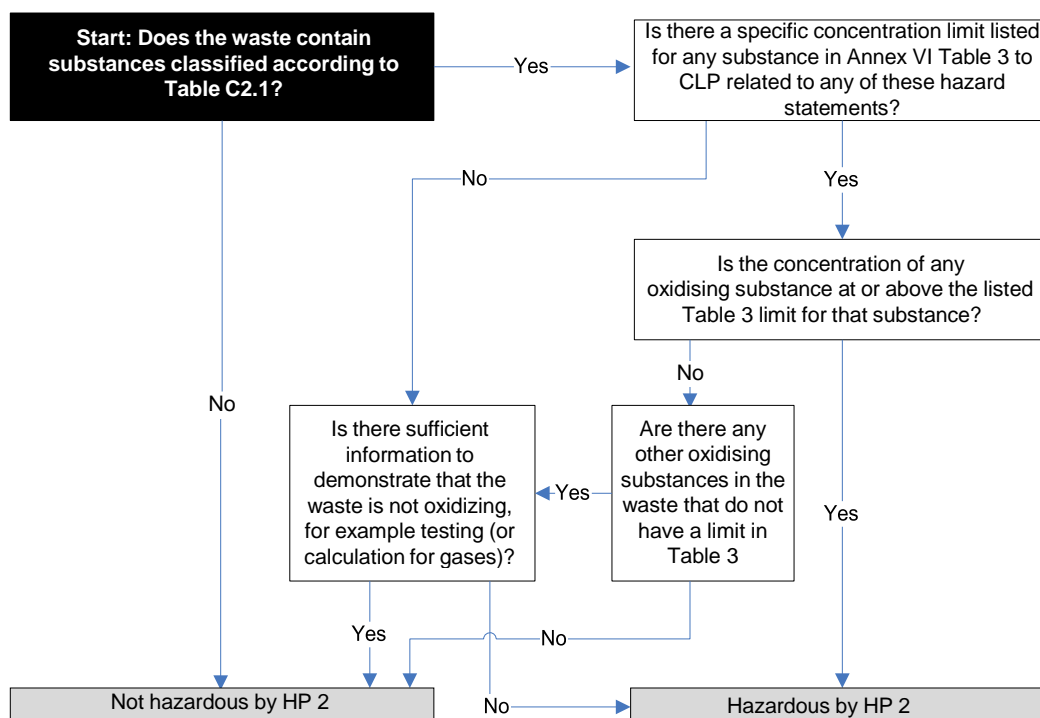 Start: Does the waste contain
substances classified according to
Table C2.1?
Yes
Is there a specific concentration limit listed
for any substance in Annex VI Table 3 to
CLP related to any of these hazard
statements?
No
Yes
Is the concentration of any
oxidising substance at or above the listed
Table 3 limit for that substance?
No
No
Is there sufficient
information to
demonstrate that the
waste is not oxidizing,
for example testing (or
calculation for gases)?
Yes
Are there any
other oxidising
substances in the
waste that do not
have a limit in
Table 3
Yes
Yes
No
Not hazardous by HP 2
No
Hazardous by HP 2